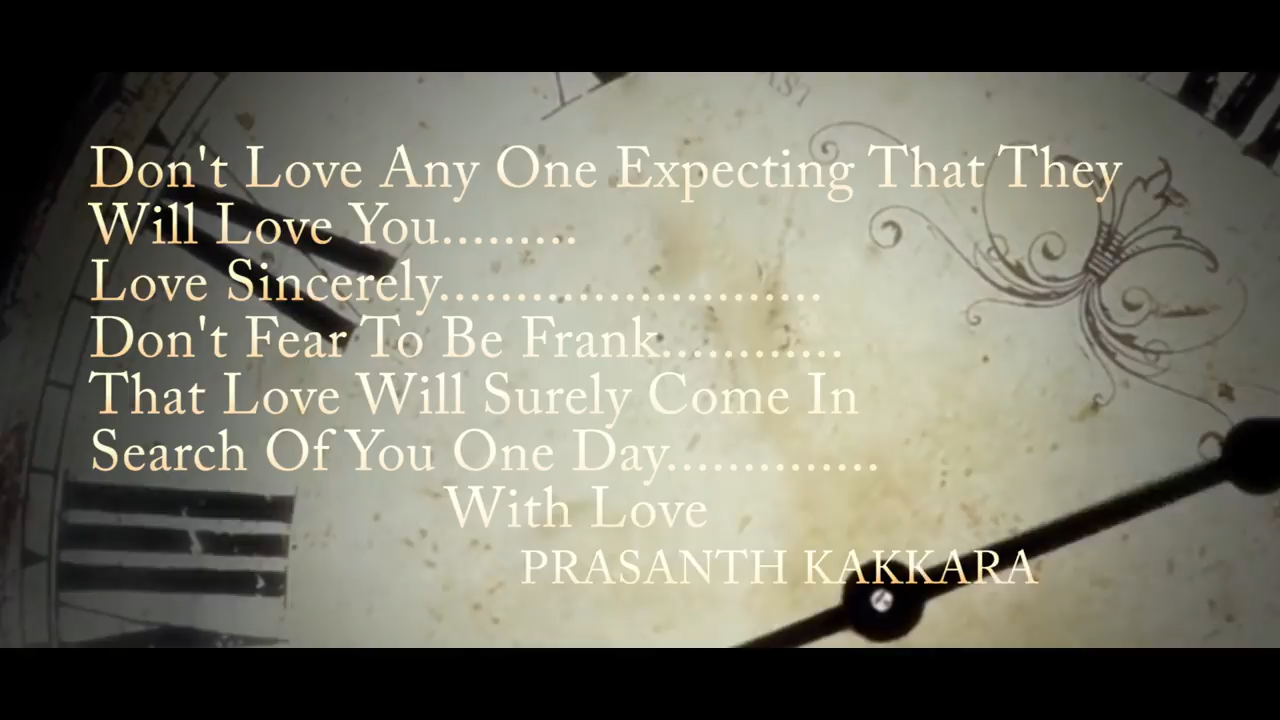 Don't Love Any One Expecting That They
Will Love You.........
Love Sincerely.........................
Don't Fear To Be Frank............
That Love Will Surely Come In
Search Of You One Day..............
With Love
PRASANTH KAKKARA